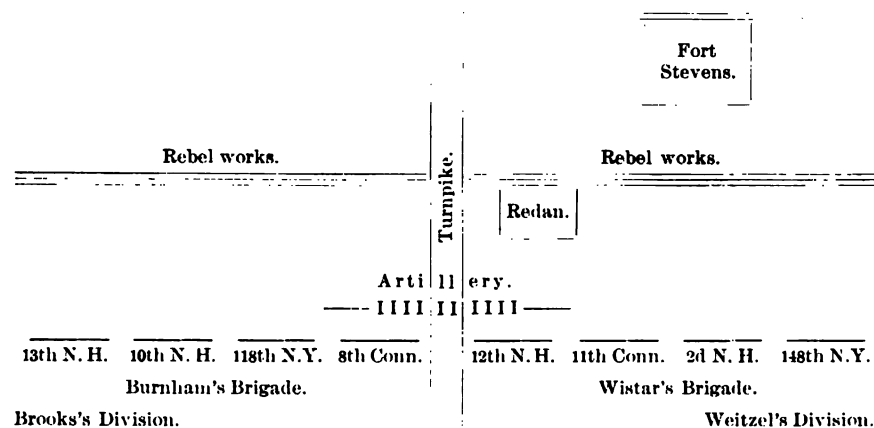 Fort
Stevens.
Rebel works. Rebel works.
Turnpike.
Redan.
Artillery.
IIII II IIII
13th N. H. 10th N. H. 118th N.Y. 8th Conn. 12th N. H. 11th Conn. 2d N. H. 148th N.Y.
Burnham's Brigade. Wistar's Brigade.
Brooks's Division. Weitzel's Division.